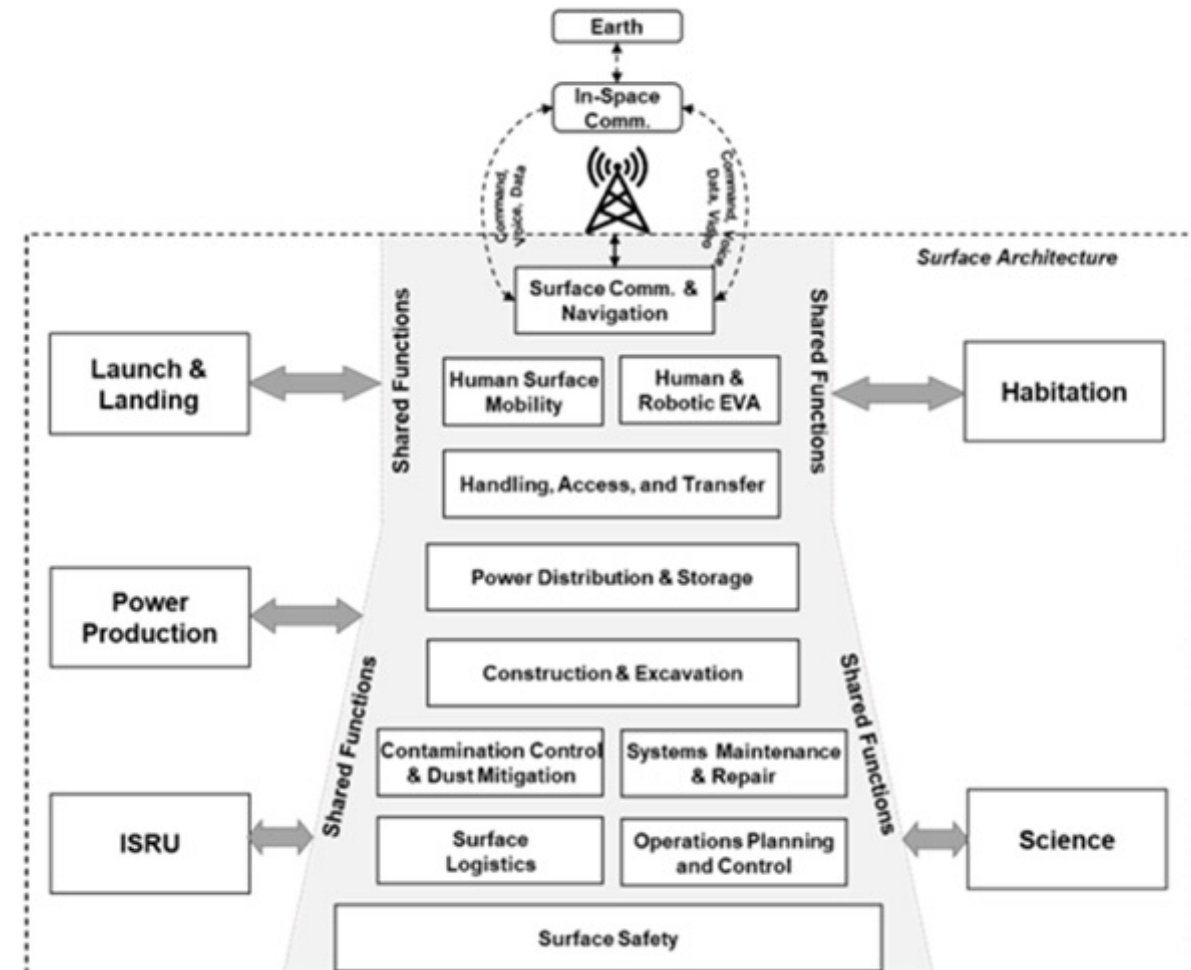 Earth
In-Space
Comm.
Command,
Voice, Data
Command, Voice
Data, Video
Surface Architecture
Surface Comm. &
Navigation
Shared Functions
Shared Functions
Launch &
Landing
Human Surface
Mobility
Human &
Robotic EVA
Habitation
Handling, Access, and Transfer
Power
Production
Power Distribution & Storage
Construction & Excavation
Shared Functions
Shared Functions
Contamination Control
& Dust Mitigation
Systems Maintenance
& Repair
ISRU
Surface
Logistics
Operations Planning
and Control
Science
Surface Safety